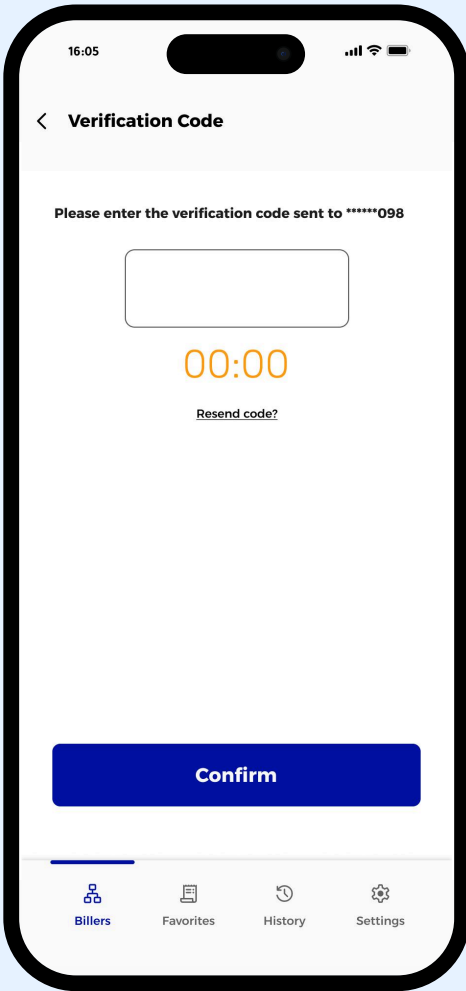 16:05
Verification Code
Please enter the verification code sent to ******098
00:00
Resend code?
Confirm
Billers Favorites History Settings